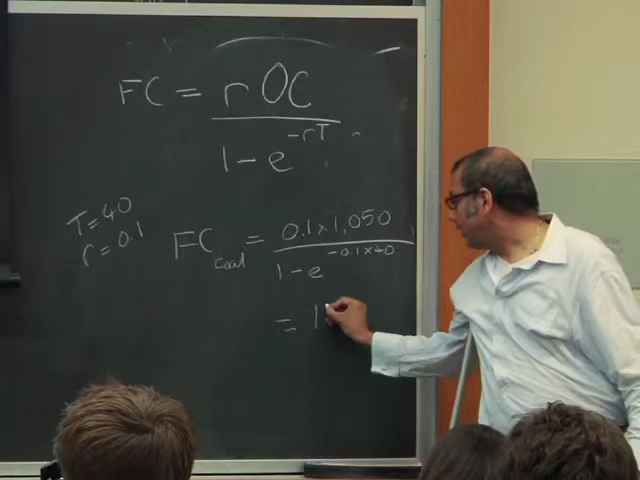 FC = rOC
1-e^-rT
T=40
r=0.1
FC coal = 0.1×1,050
1-e^-0.1×40
= 1